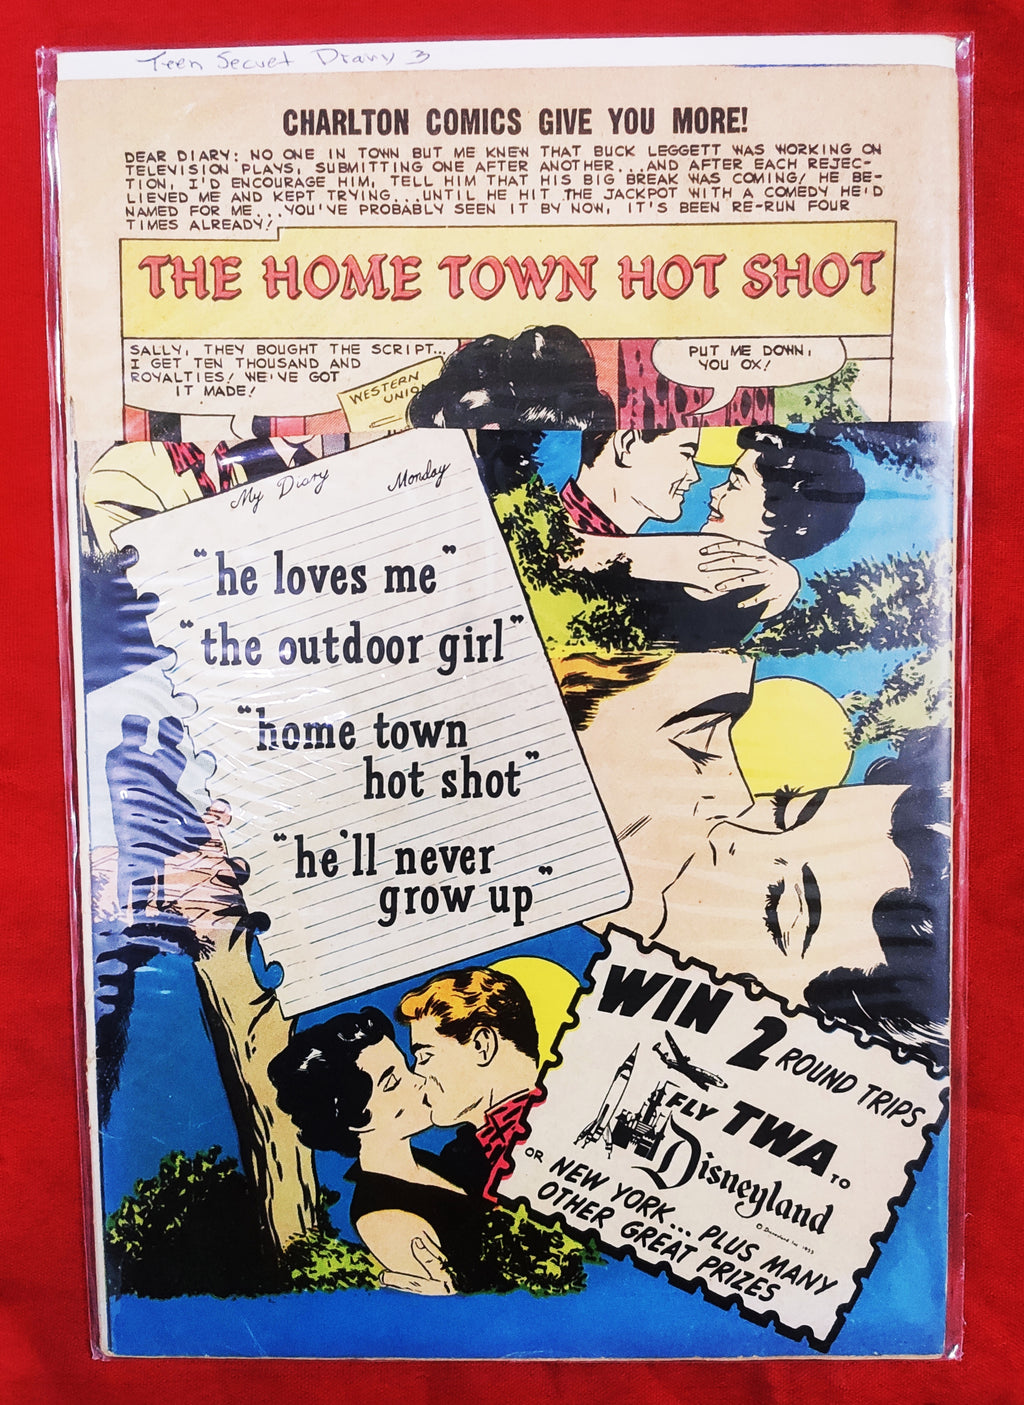 Teen Secret Diary 3
CHARLTON COMICS GIVE YOU MORE!
DEAR DIARY: NO ONE IN TOWN BUT ME KNEW THAT BUCK LEGGETT WAS WORKING ON
TELEVISION PLAYS, SUBMITTING ONE AFTER ANOTHER...AND AFTER EACH REJEC-
TION, I'D ENCOURAGE HIM, TELL HIM THAT HIS BIG BREAK WAS COMING! HE BE-
LIEVED ME AND KEPT TRYING...UNTIL HE HIT THE JACKPOT WITH A COMEDY HE'D
NAMED FOR ME...YOU'VE PROBABLY SEEN IT BY NOW, IT'S BEEN RE-RUN FOUR
TIMES ALREADY!
THE HOME TOWN HOT SHOT
SALLY, THEY BOUGHT THE SCRIPT...
I GET TEN THOUSAND AND
ROYALTIES! WE'VE GOT
IT MADE!
WESTERN
UNION
PUT ME DOWN,
YOU OX!
My Diary Monday
"he loves me"
"the outdoor girl"
"home town
hot shot"
"he'll never
grow up"
WIN 2 ROUND TRIPS
FLY TWA TO
Disneyland
OR NEW YORK... PLUS MANY
OTHER GREAT PRIZES